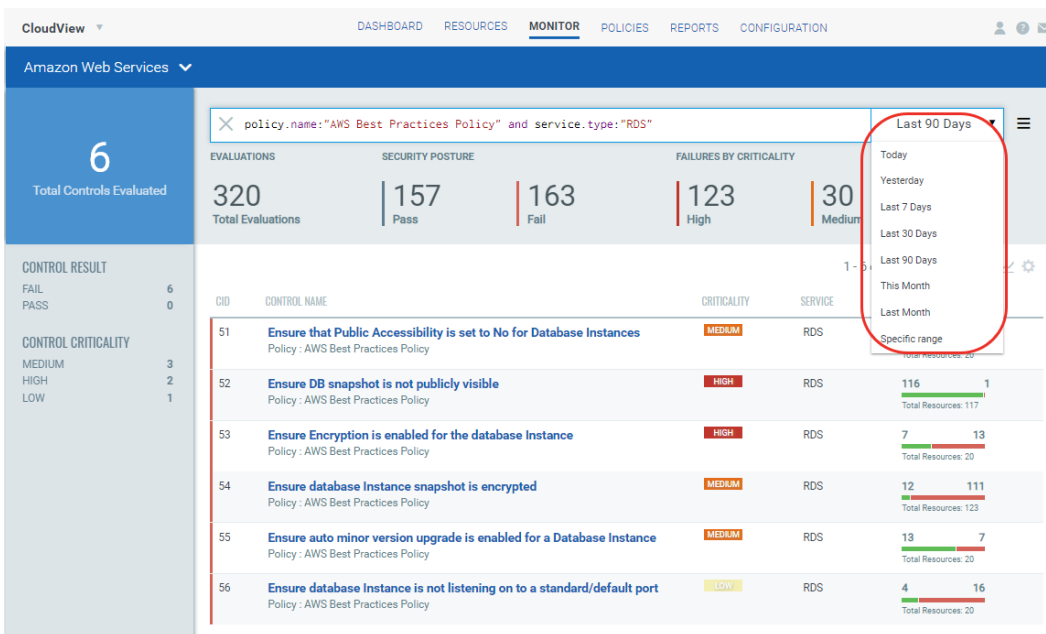 CloudView
DASHBOARD RESOURCES MONITOR POLICIES REPORTS CONFIGURATION
Amazon Web Services
6
Total Controls Evaluated
policy.name:"AWS Best Practices Policy" and service.type:"RDS"
Last 90 Days
Today
Yesterday
Last 7 Days
Last 30 Days
Last 90 Days
This Month
Last Month
Specific range
EVALUATIONS SECURITY POSTURE FAILURES BY CRITICALITY
320 157 163 123 30
Total Evaluations Pass Fail High Medium
CONTROL RESULT
FAIL 6
PASS 0
CONTROL CRITICALITY
MEDIUM 3
HIGH 2
LOW 1
1 -
CID CONTROL NAME CRITICALITY SERVICE
51 Ensure that Public Accessibility is set to No for Database Instances MEDIUM RDS
Policy : AWS Best Practices Policy
Total Resources: 20
52 Ensure DB snapshot is not publicly visible HIGH RDS 116 1
Policy : AWS Best Practices Policy
Total Resources: 117
53 Ensure Encryption is enabled for the database Instance HIGH RDS 7 13
Policy : AWS Best Practices Policy
Total Resources: 20
54 Ensure database Instance snapshot is encrypted MEDIUM RDS 12 111
Policy : AWS Best Practices Policy
Total Resources: 123
55 Ensure auto minor version upgrade is enabled for a Database Instance MEDIUM RDS 13 7
Policy : AWS Best Practices Policy
Total Resources: 20
56 Ensure database Instance is not listening on to a standard/default port LOW RDS 4 16
Policy : AWS Best Practices Policy
Total Resources: 20